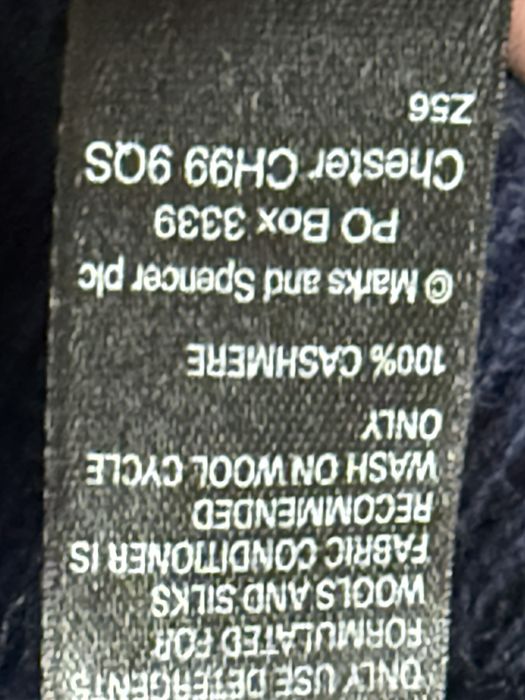 ONLY USE DETERGENTS
FORMULATED FOR
WOOLS AND SILKS
FABRIC CONDITIONER IS
RECOMMENDED
WASH ON WOOL CYCLE
ONLY
100% CASHMERE
© Marks and Spencer plc
PO Box 3339
Chester CH99 9QS
Z56